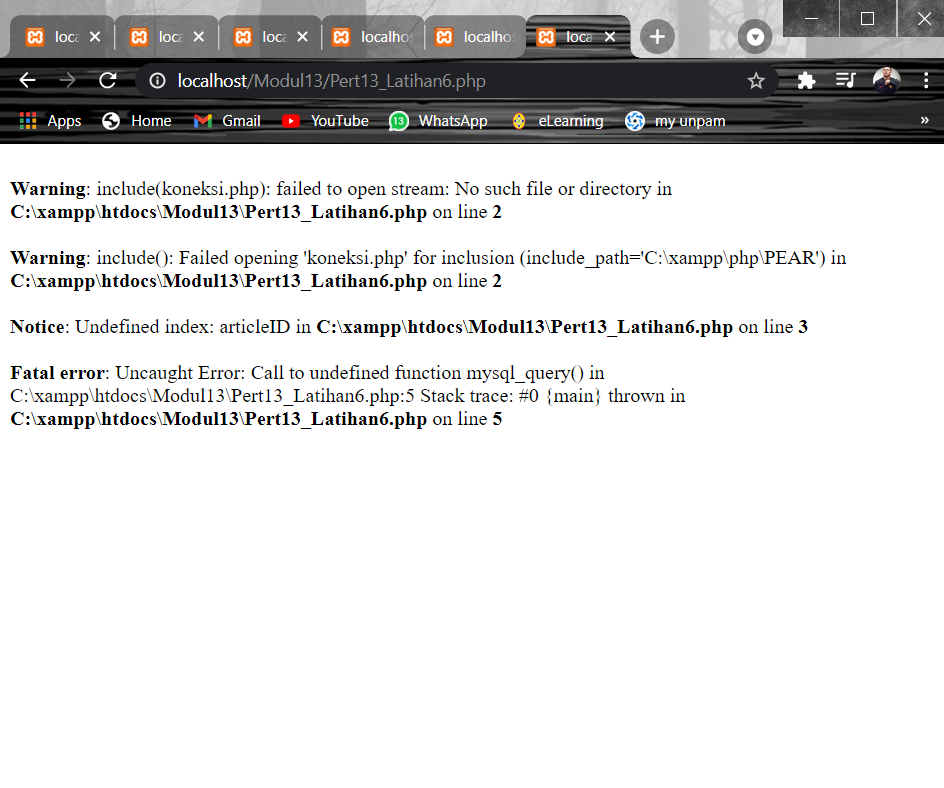 loca
loca
loca
localho
localho
loca
localhost/Modul13/Pert13_Latihan6.php
Apps
Home
Gmail
YouTube
13
WhatsApp
eLearning
my unpam
»
Warning: include(koneksi.php): failed to open stream: No such file or directory in
C:\xampp\htdocs\Modul13\Pert13_Latihan6.php on line 2
Warning: include(): Failed opening 'koneksi.php' for inclusion (include_path='C:\xampp\php\PEAR') in
C:\xampp\htdocs\Modul13\Pert13_Latihan6.php on line 2
Notice: Undefined index: articleID in C:\xampp\htdocs\Modul13\Pert13_Latihan6.php on line 3
Fatal error: Uncaught Error: Call to undefined function mysql_query() in
C:\xampp\htdocs\Modul13\Pert13_Latihan6.php:5 Stack trace: #0 {main} thrown in
C:\xampp\htdocs\Modul13\Pert13_Latihan6.php on line 5